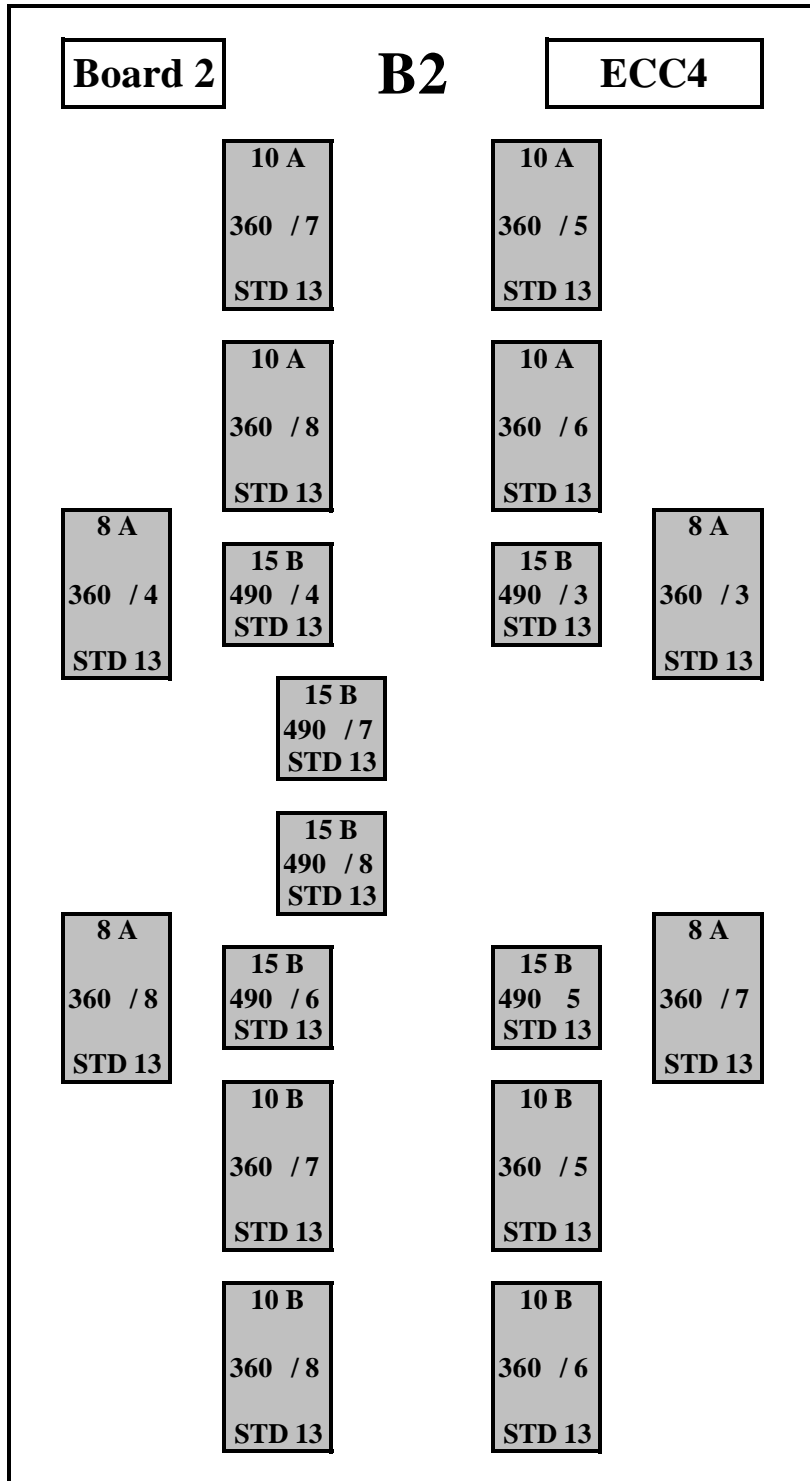 Board 2
B2
ECC4
10 A
360 / 7
STD 13
10 A
360 / 5
STD 13
10 A
360 / 8
STD 13
10 A
360 / 6
STD 13
8 A
360 / 4
STD 13
15 B
490 / 4
STD 13
15 B
490 / 3
STD 13
8 A
360 / 3
STD 13
15 B
490 / 7
STD 13
15 B
490 / 8
STD 13
8 A
360 / 8
STD 13
15 B
490 / 6
STD 13
15 B
490 5
STD 13
8 A
360 / 7
STD 13
10 B
360 / 7
STD 13
10 B
360 / 5
STD 13
10 B
360 / 8
STD 13
10 B
360 / 6
STD 13